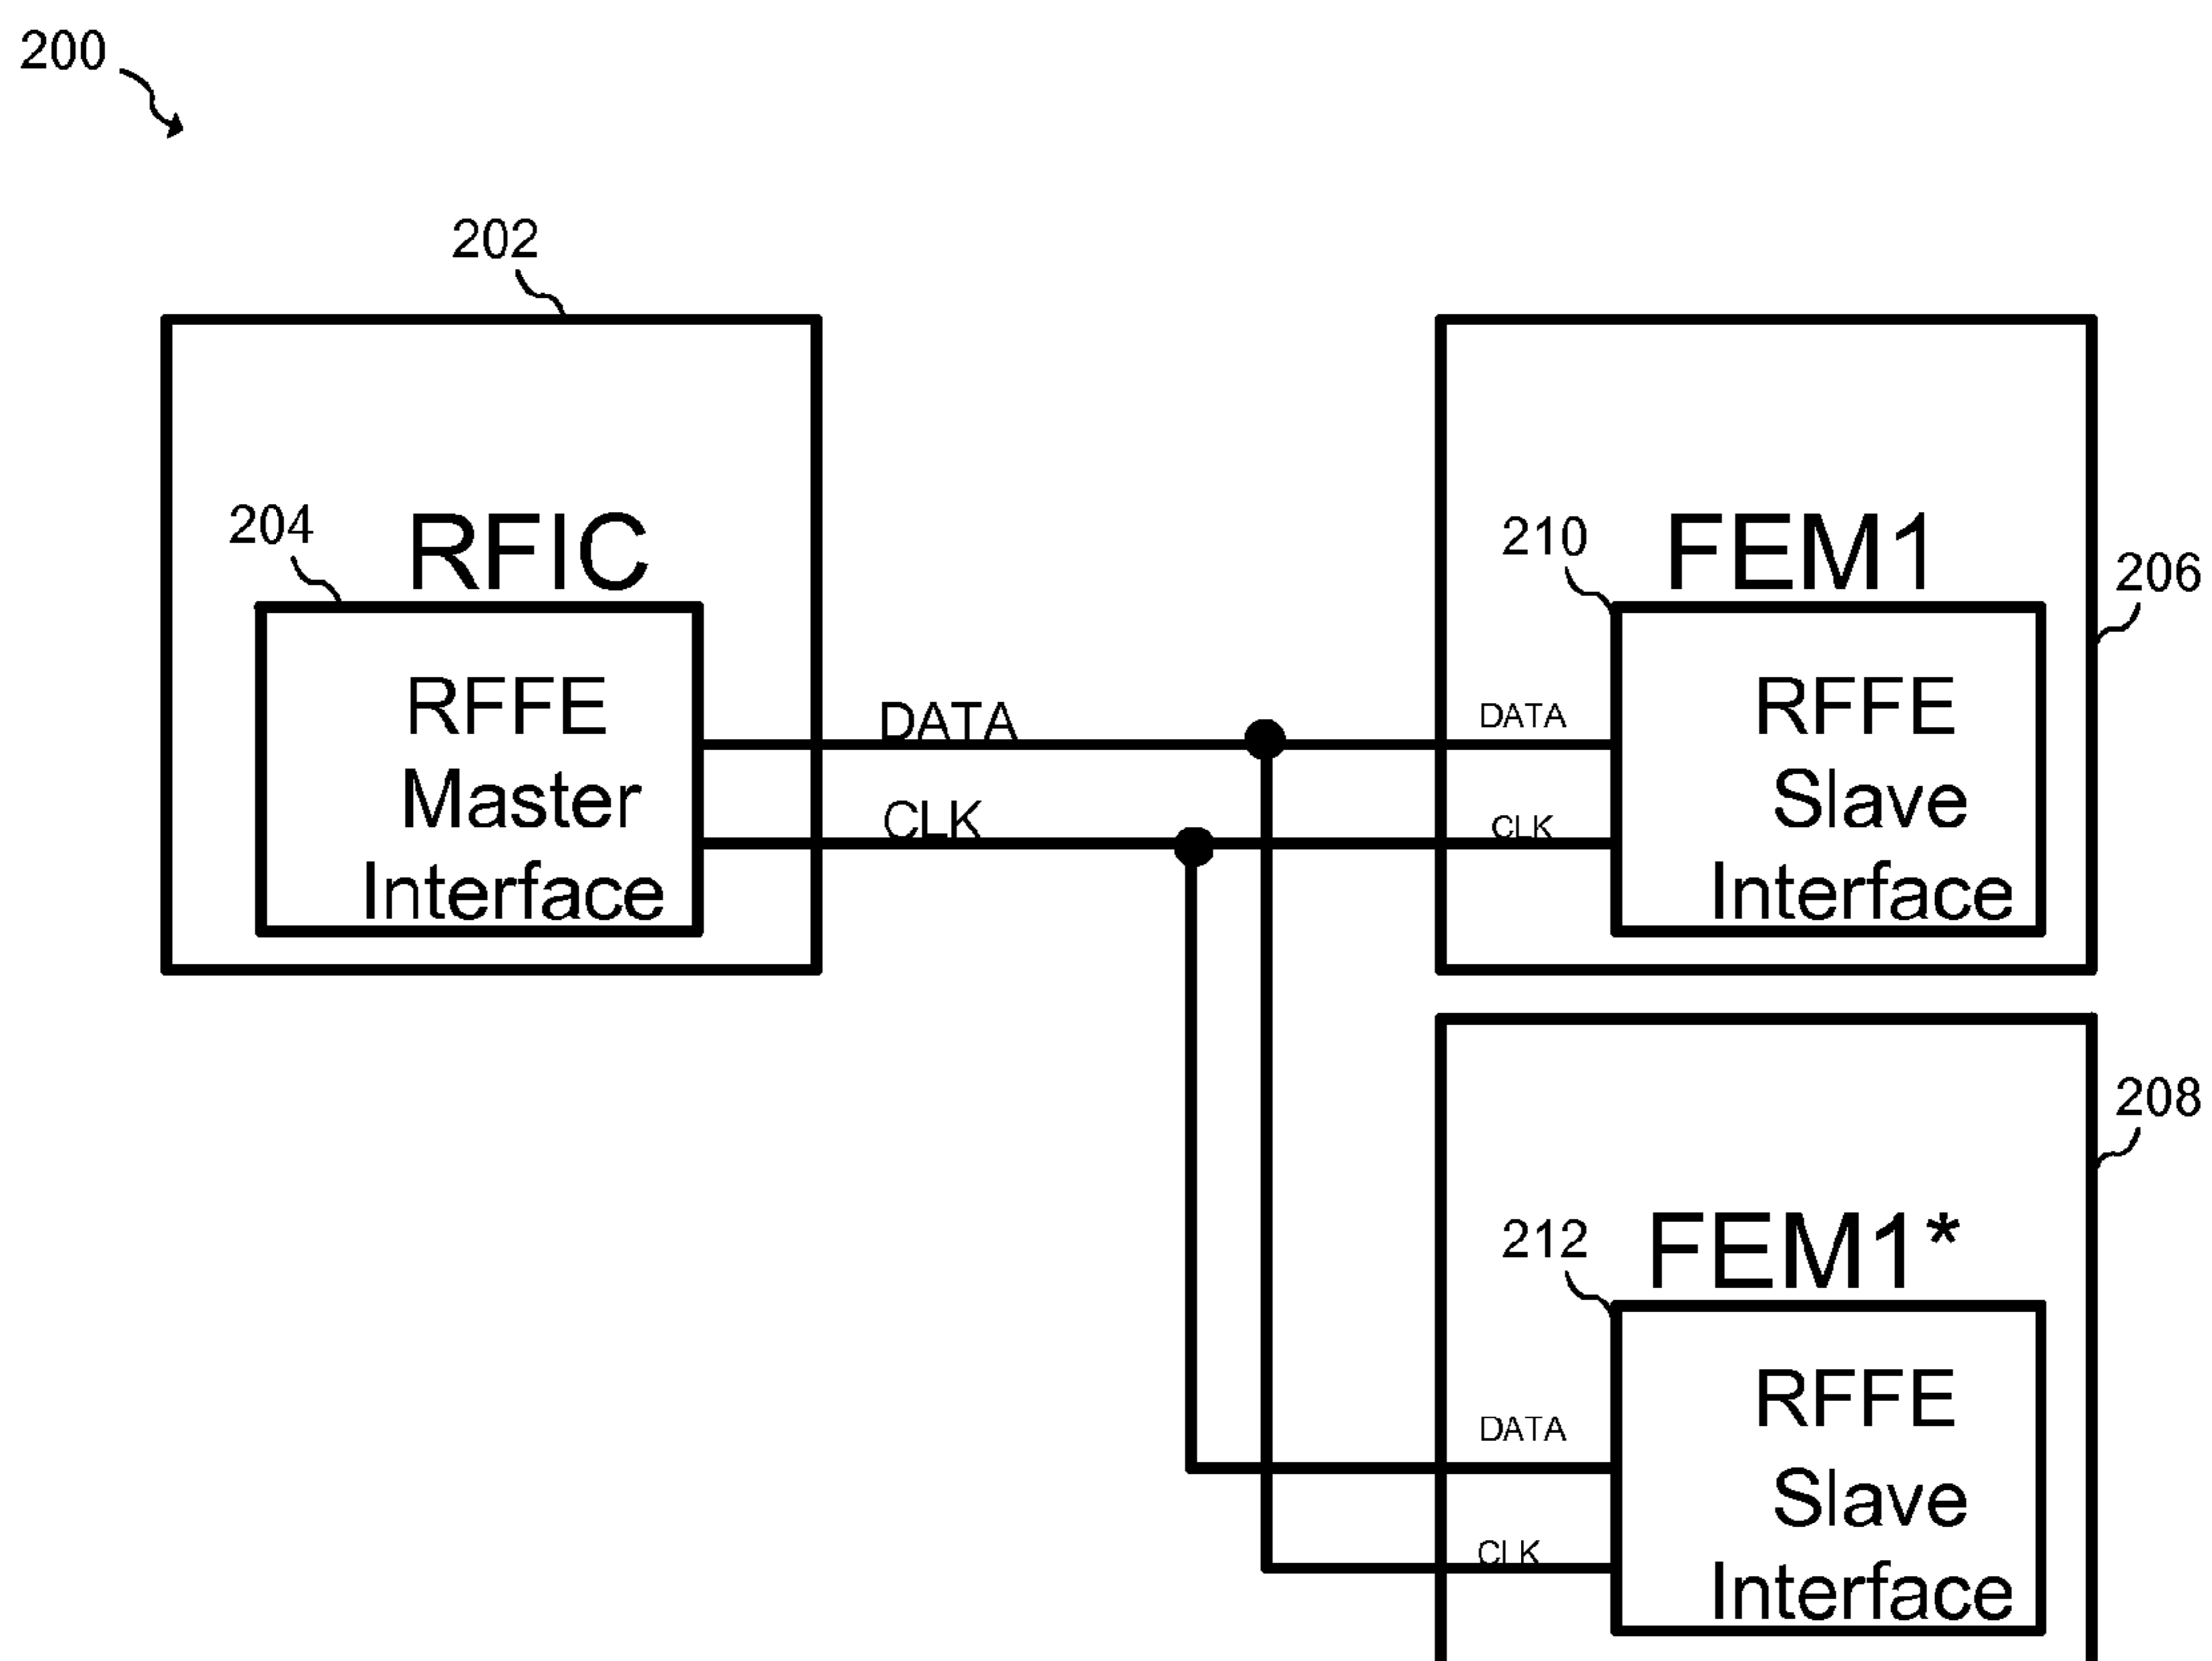 200
202
204
RFIC
RFFE
Master
Interface
DATA
CLK
210
FEM1
206
DATA
CLK
RFFE
Slave
Interface
208
212
FEM1*
DATA
CLK
RFFE
Slave
Interface